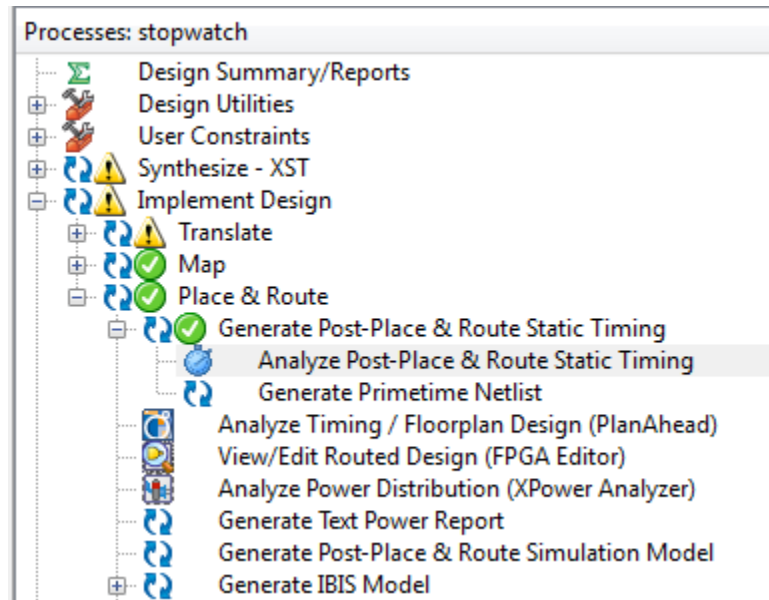 Processes: stopwatch
Design Summary/Reports
Design Utilities
User Constraints
Synthesize - XST
Implement Design
Translate
Map
Place & Route
Generate Post-Place & Route Static Timing
Analyze Post-Place & Route Static Timing
Generate Primetime Netlist
Analyze Timing / Floorplan Design (PlanAhead)
View/Edit Routed Design (FPGA Editor)
Analyze Power Distribution (XPower Analyzer)
Generate Text Power Report
Generate Post-Place & Route Simulation Model
Generate IBIS Model